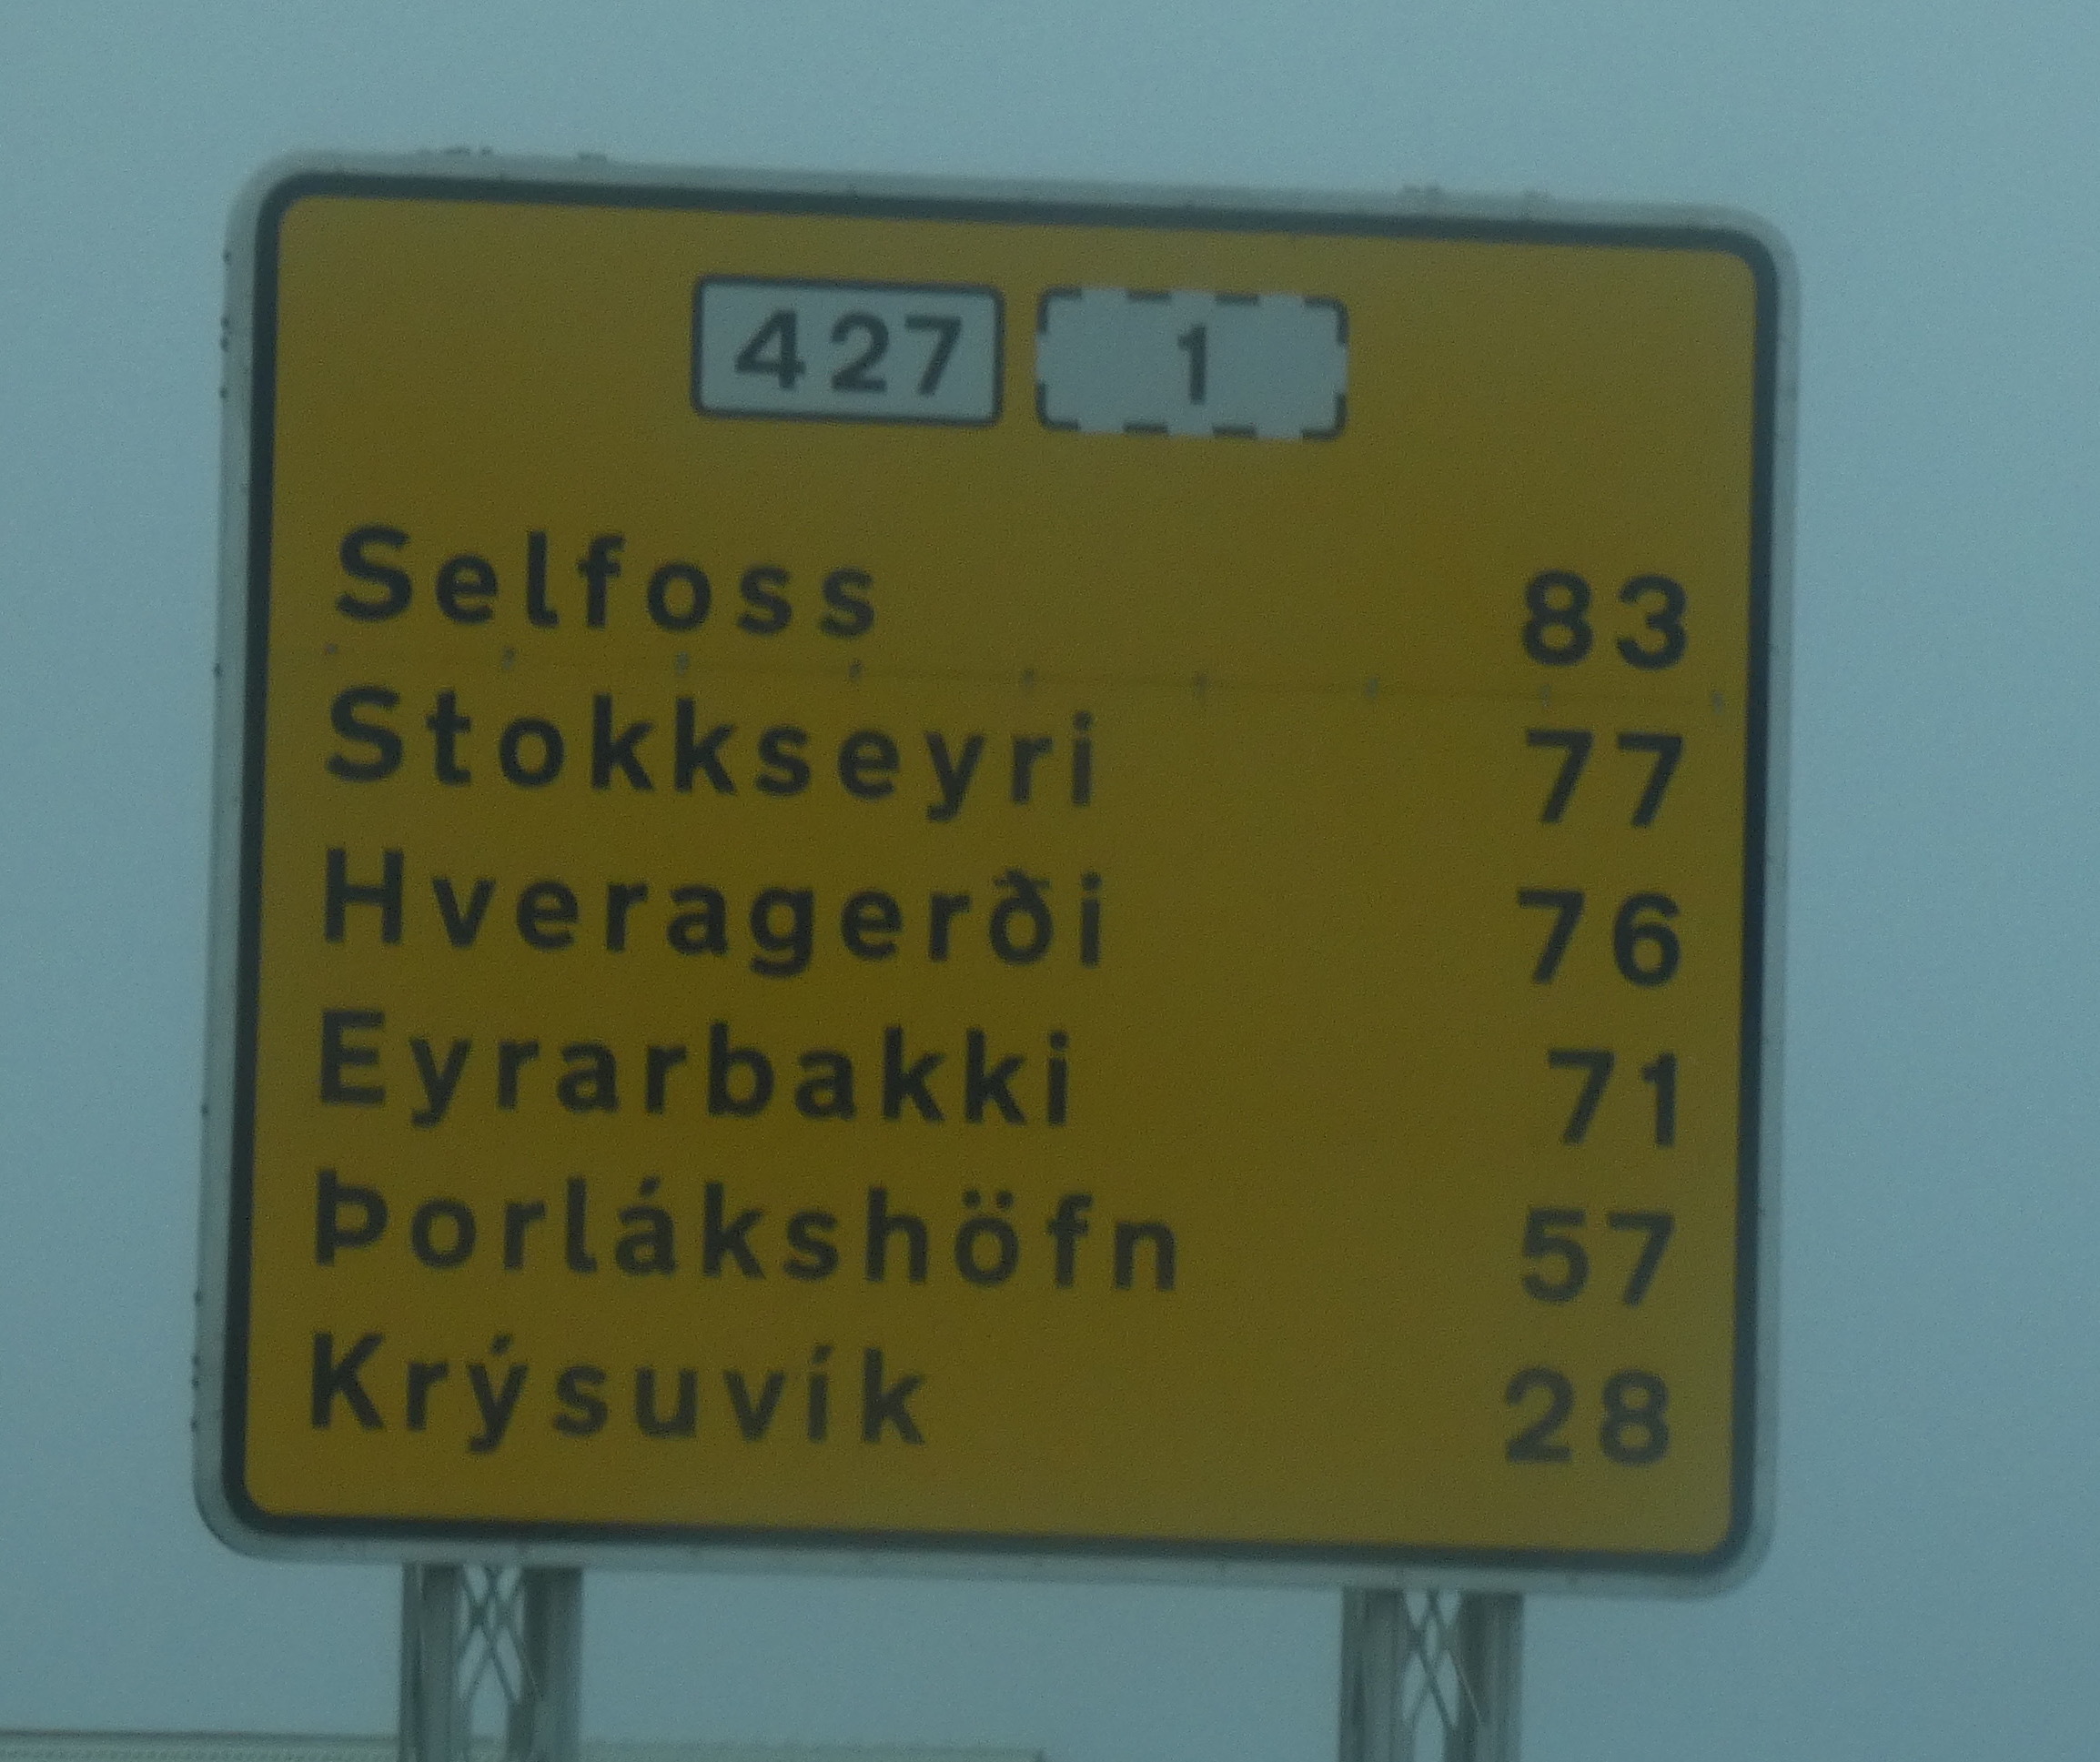 427 1
Selfoss 83
Stokkseyri 77
Hveragerði 76
Eyrarbakki 71
Þorlákshöfn 57
Krýsuvík 28